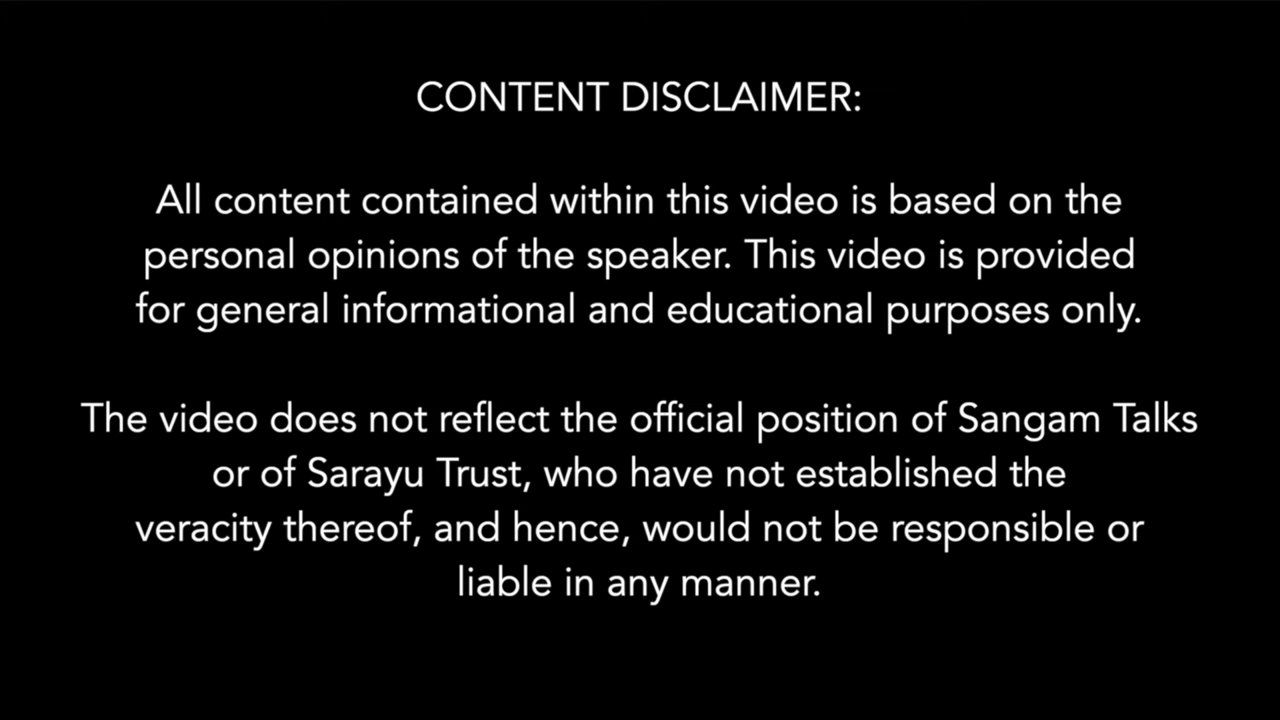 CONTENT DISCLAIMER:
All content contained within this video is based on the
personal opinions of the speaker. This video is provided
for general informational and educational purposes only.
The video does not reflect the official position of Sangam Talks
or of Sarayu Trust, who have not established the
veracity thereof, and hence, would not be responsible or
liable in any manner.